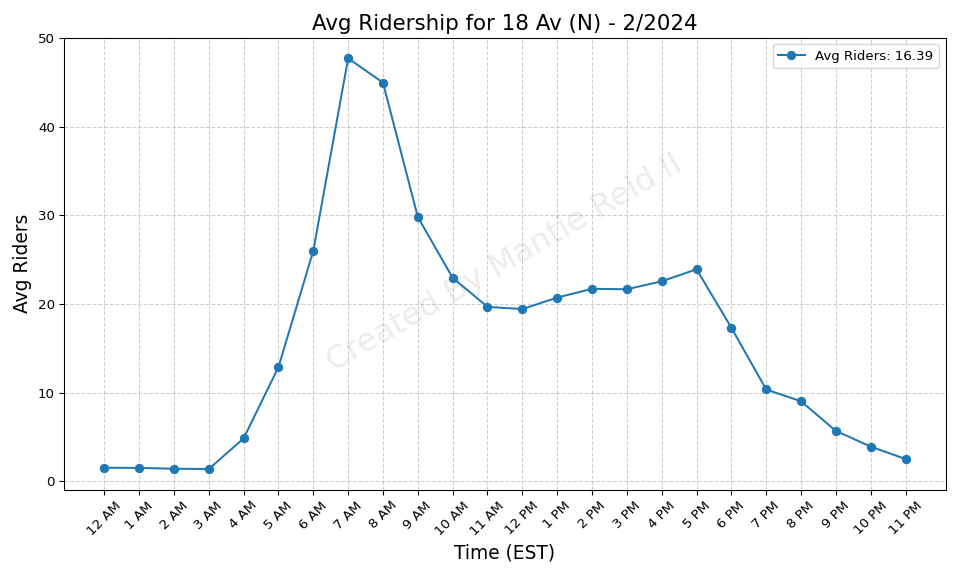 Avg Ridership for 18 Av (N) - 2/2024
Avg Riders: 16.39
50
40
30
20
10
0
Avg Riders
Created By Mantie Reid II
12 AM
1 AM
2 AM
3 AM
4 AM
5 AM
6 AM
7 AM
8 AM
9 AM
10 AM
11 AM
12 PM
1 PM
2 PM
3 PM
4 PM
5 PM
6 PM
7 PM
8 PM
9 PM
10 PM
11 PM
Time (EST)